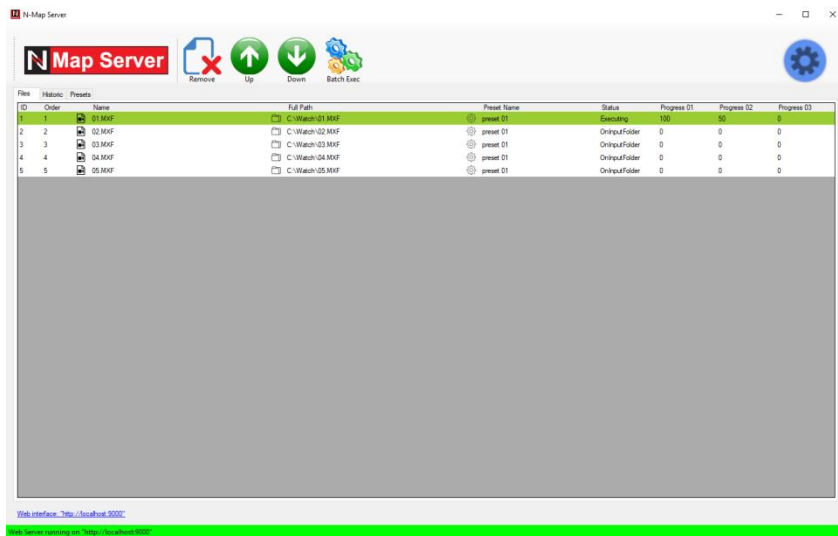 N-Map Server
N Map Server
Remove Up Down Batch Exec
Files Historic Presets
ID Order Name Full Path Preset Name Status Progress 01 Progress 02 Progress 03
1 1 01.MXF C:\Watch\01.MXF preset 01 Executing 100 50 0
2 2 02.MXF C:\Watch\02.MXF preset 01 OnInputFolder 0 0 0
3 3 03.MXF C:\Watch\03.MXF preset 01 OnInputFolder 0 0 0
4 4 04.MXF C:\Watch\04.MXF preset 01 OnInputFolder 0 0 0
5 5 05.MXF C:\Watch\05.MXF preset 01 OnInputFolder 0 0 0
Web interface: "http://localhost:9000"
Web Server running on "http://localhost:9000"